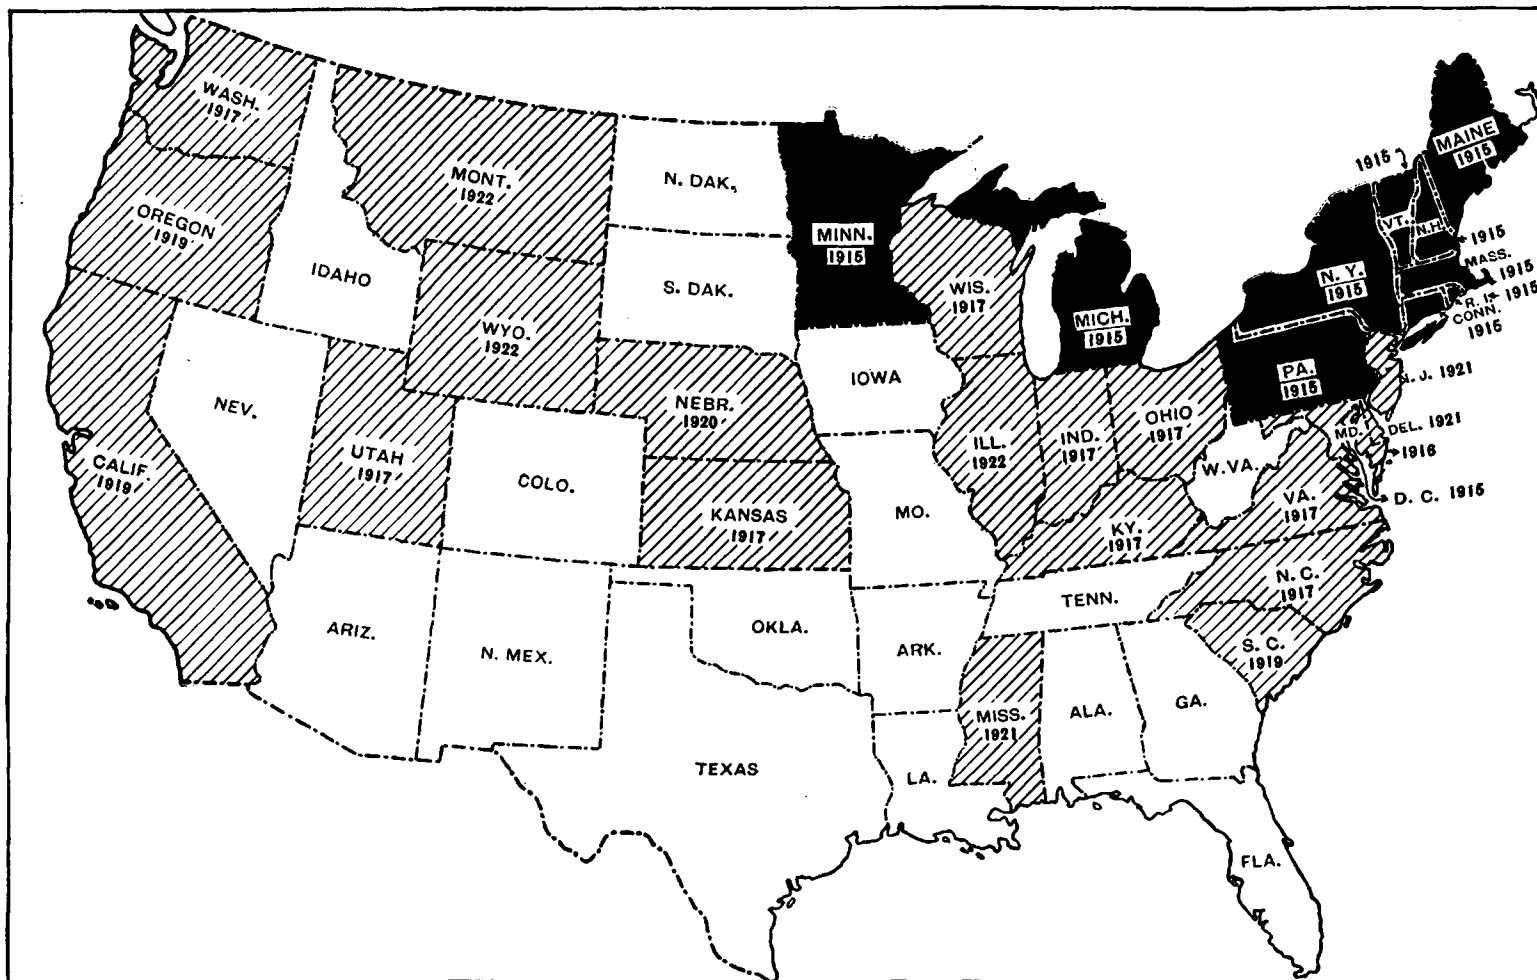 WASH.
1917
OREGON
1919
CALIF.
1919
IDAHO
NEV.
UTAH
1917
ARIZ.
MONT.
1922
WYO.
1922
COLO.
N. MEX.
N. DAK.
S. DAK.
NEBR.
1920
KANSAS
1917
OKLA.
TEXAS
MINN.
1915
IOWA
MO.
ARK.
LA.
WIS.
1917
ILL.
1922
MICH.
1915
IND.
1917
OHIO
1917
KY.
1917
TENN.
MISS.
1921
ALA.
GA.
FLA.
S. C.
1919
N. C.
1917
VA.
1917
W. VA.
PA.
1915
N. Y.
1915
1915
VT.
N.H.
MAINE
1915
1915
MASS.
1915
R. I. 1915
CONN.
1915
N. J. 1921
DEL. 1921
MD.
1916
D. C. 1915